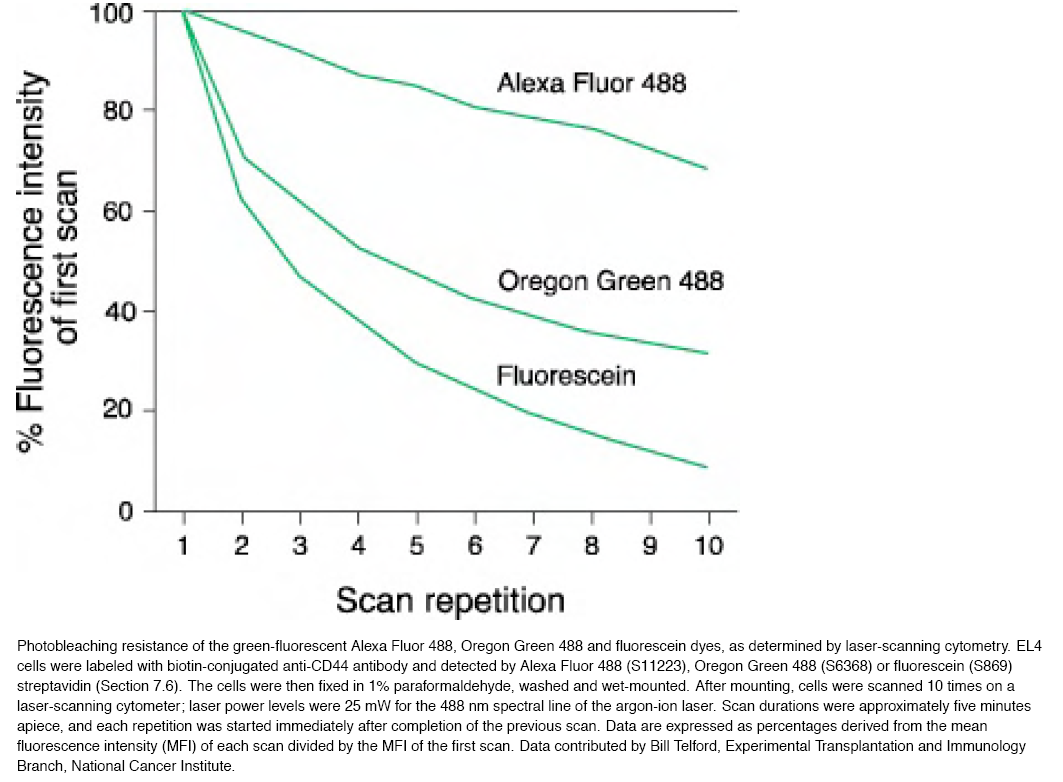 100
80
60
40
20
0
% Fluorescence intensity
of first scan
Alexa Fluor 488
Oregon Green 488
Fluorescein
1 2 3 4 5 6 7 8 9 10
Scan repetition
Photobleaching resistance of the green-fluorescent Alexa Fluor 488, Oregon Green 488 and fluorescein dyes, as determined by laser-scanning cytometry. EL4
cells were labeled with biotin-conjugated anti-CD44 antibody and detected by Alexa Fluor 488 (S11223), Oregon Green 488 (S6368) or fluorescein (S869)
streptavidin (Section 7.6). The cells were then fixed in 1% paraformaldehyde, washed and wet-mounted. After mounting, cells were scanned 10 times on a
laser-scanning cytometer; laser power levels were 25 mW for the 488 nm spectral line of the argon-ion laser. Scan durations were approximately five minutes
apiece, and each repetition was started immediately after completion of the previous scan. Data are expressed as percentages derived from the mean
fluorescence intensity (MFI) of each scan divided by the MFI of the first scan. Data contributed by Bill Telford, Experimental Transplantation and Immunology
Branch, National Cancer Institute.